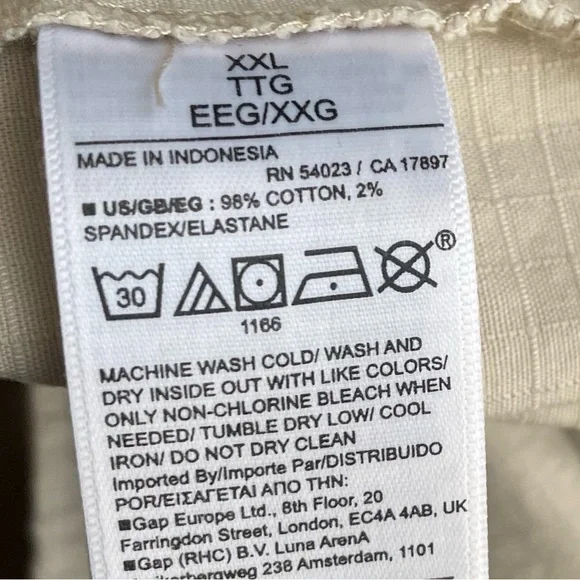 XXL
TTG
EEG/XXG
MADE IN INDONESIA
RN 54023 / CA 17897
■ US/GB/EG : 98% COTTON, 2%
SPANDEX/ELASTANE
30
®
1166
MACHINE WASH COLD/ WASH AND
DRY INSIDE OUT WITH LIKE COLORS/
ONLY NON-CHLORINE BLEACH WHEN
NEEDED/ TUMBLE DRY LOW/ COOL
IRON/ DO NOT DRY CLEAN
Imported By/Importe Par/DISTRIBUIDO
POR/ΕΙΣΑΓΕΤΑΙ ΑΠΟ ΤΗΝ:
■Gap Europe Ltd., 8th Floor, 20
Farringdon Street, London, EC4A 4AB, UK
■Gap (RHC) B.V. Luna ArenA
238 Amsterdam, 1101